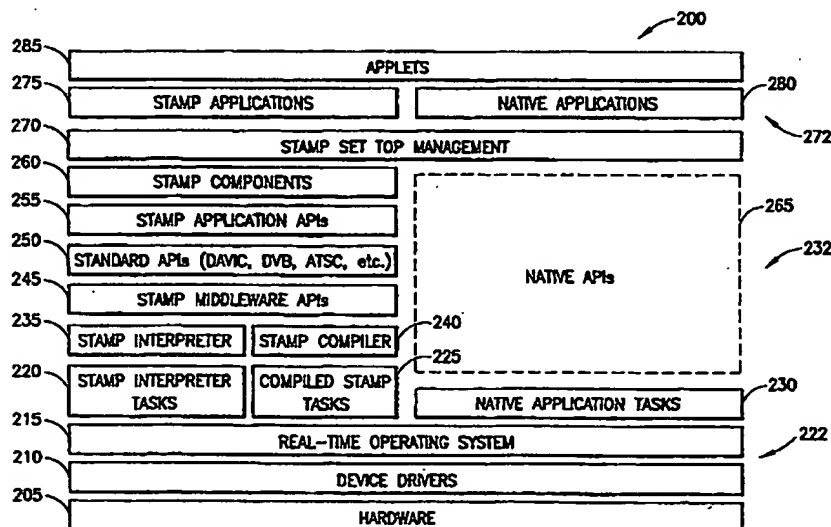 200
285 APPLETS
275 STAMP APPLICATIONS NATIVE APPLICATIONS 280
272
270 STAMP SET TOP MANAGEMENT
260 STAMP COMPONENTS
265
255 STAMP APPLICATION APIs
232
250 STANDARD APIs (DAVIC, DVB, ATSC, etc.) NATIVE APIs
245 STAMP MIDDLEWARE APIs
235 STAMP INTERPRETER STAMP COMPILER 240
220 STAMP INTERPRETER TASKS COMPILED STAMP TASKS 225 NATIVE APPLICATION TASKS 230
215 REAL-TIME OPERATING SYSTEM
222
210 DEVICE DRIVERS
205 HARDWARE